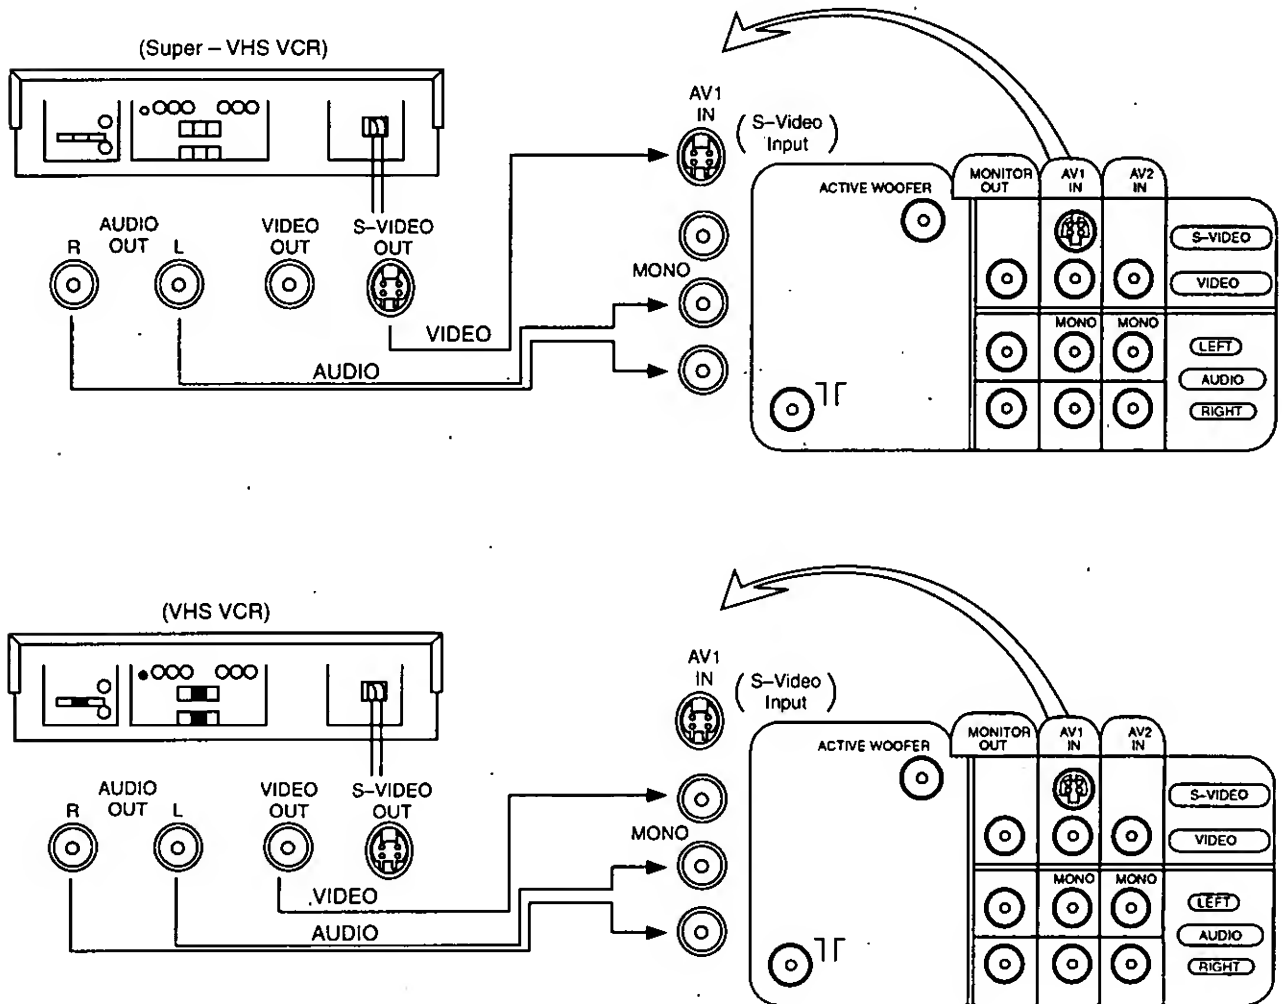 (Super – VHS VCR)
AV1
IN
(S–Video
Input)
ACTIVE WOOFER
MONITOR
OUT
AV1
IN
AV2
IN
S–VIDEO
VIDEO
MONO
MONO
LEFT
AUDIO
RIGHT
AUDIO
OUT
R
L
VIDEO
OUT
S–VIDEO
OUT
MONO
VIDEO
AUDIO
(VHS VCR)
AV1
IN
(S–Video
Input)
ACTIVE WOOFER
MONITOR
OUT
AV1
IN
AV2
IN
S–VIDEO
VIDEO
MONO
MONO
LEFT
AUDIO
RIGHT
AUDIO
OUT
R
L
VIDEO
OUT
S–VIDEO
OUT
MONO
VIDEO
AUDIO